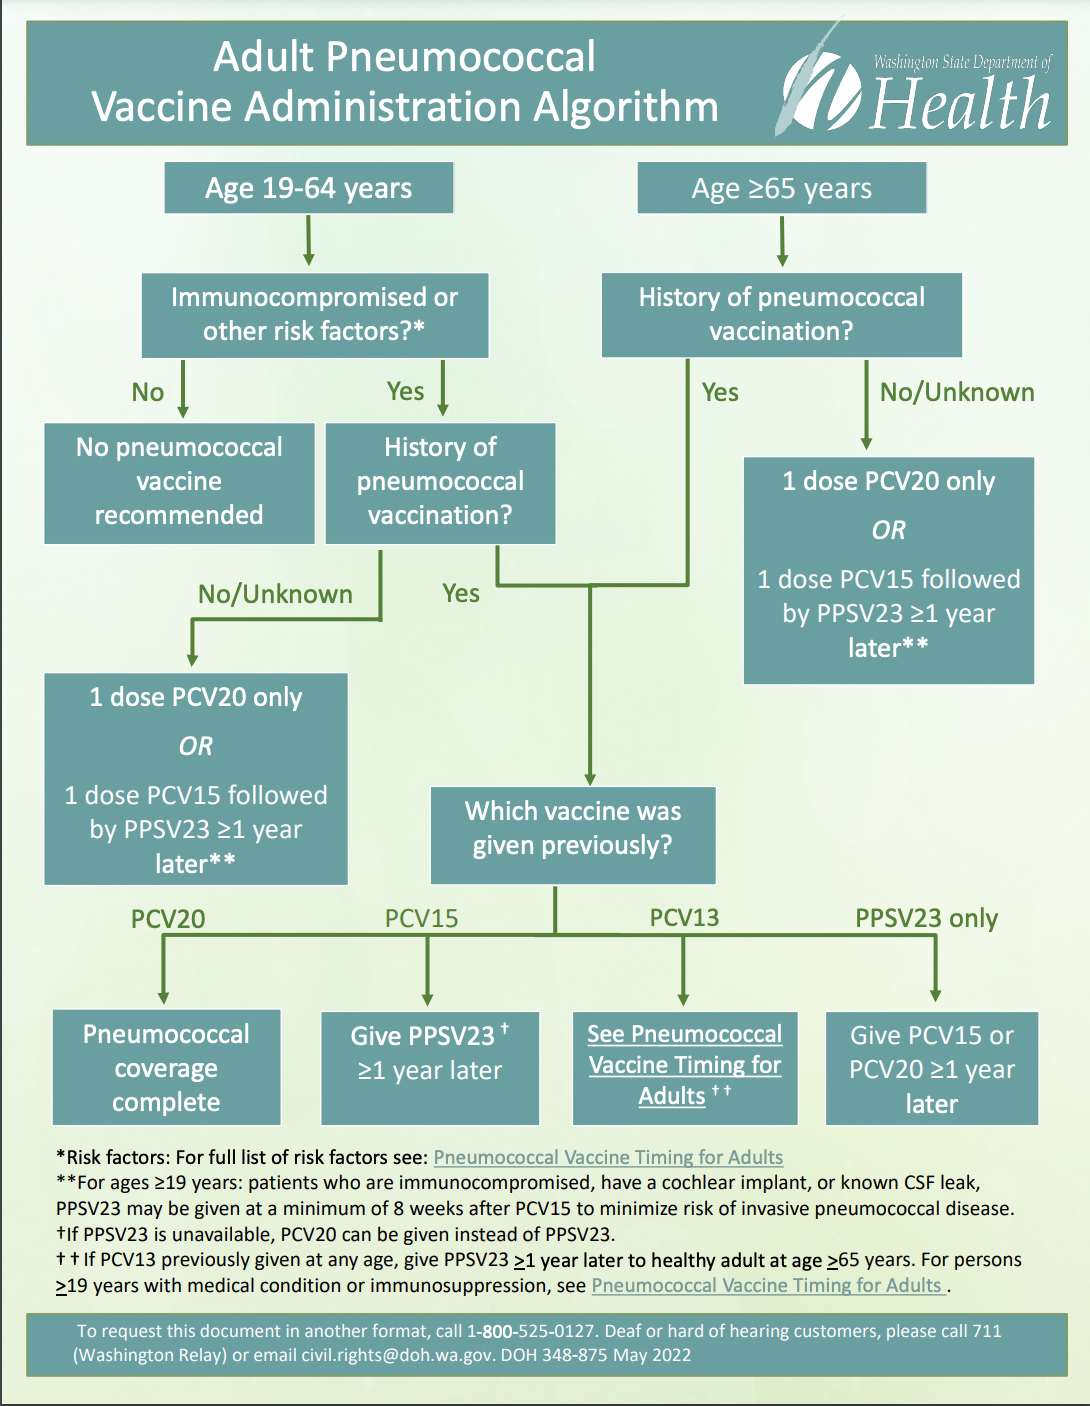 Adult Pneumococcal
Vaccine Administration Algorithm
Washington State Department of
Health
Age 19-64 years
Age ≥65 years
Immunocompromised or
other risk factors?*
History of pneumococcal
vaccination?
No
Yes
Yes
No/Unknown
No pneumococcal
vaccine
recommended
History of
pneumococcal
vaccination?
1 dose PCV20 only
OR
1 dose PCV15 followed
by PPSV23 ≥1 year
later**
No/Unknown
Yes
1 dose PCV20 only
OR
1 dose PCV15 followed
by PPSV23 ≥1 year
later**
Which vaccine was
given previously?
PCV20
PCV15
PCV13
PPSV23 only
Pneumococcal
coverage
complete
Give PPSV23 †
≥1 year later
See Pneumococcal
Vaccine Timing for
Adults ††
Give PCV15 or
PCV20 ≥1 year
later
*Risk factors: For full list of risk factors see: Pneumococcal Vaccine Timing for Adults
**For ages ≥19 years: patients who are immunocompromised, have a cochlear implant, or known CSF leak,
PPSV23 may be given at a minimum of 8 weeks after PCV15 to minimize risk of invasive pneumococcal disease.
†If PPSV23 is unavailable, PCV20 can be given instead of PPSV23.
†† If PCV13 previously given at any age, give PPSV23 ≥1 year later to healthy adult at age ≥65 years. For persons
≥19 years with medical condition or immunosuppression, see Pneumococcal Vaccine Timing for Adults .
To request this document in another format, call 1-800-525-0127. Deaf or hard of hearing customers, please call 711
(Washington Relay) or email civil.rights@doh.wa.gov. DOH 348-875 May 2022